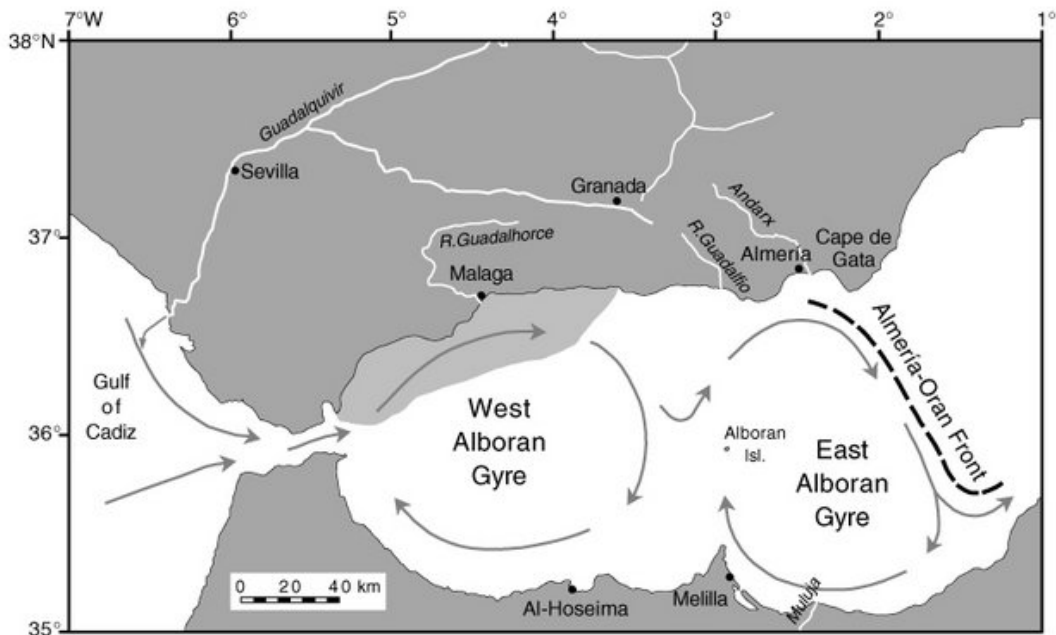 7°W 6° 5° 4° 3° 2° 1°
38°N
Guadalquivir
Sevilla
Granada
Andarx
37°
R.Guadalhorce
R.Guadalfio
Almería
Cape de
Gata
Malaga
Almería-Oran Front
Gulf
of
Cadiz
West
Alboran
Gyre
36°
Alboran
Isl.
East
Alboran
Gyre
0 20 40 km
Al-Hoseima
Melilla
Muluja
35°